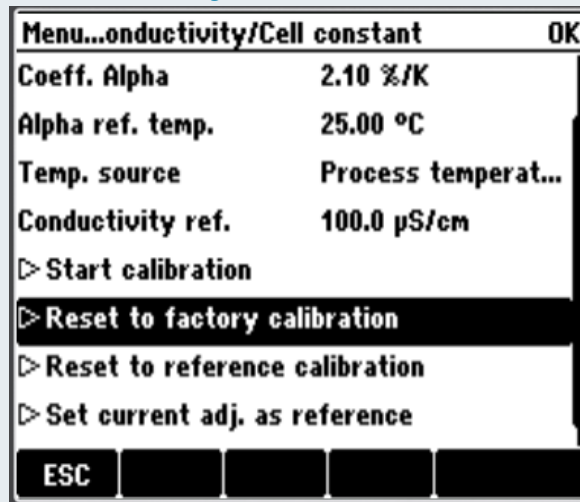 Menu...onductivity/Cell constant OK
Coeff. Alpha 2.10 %/K
Alpha ref. temp. 25.00 ºC
Temp. source Process temperat...
Conductivity ref. 100.0 µS/cm
▷ Start calibration
▷ Reset to factory calibration
▷ Reset to reference calibration
▷ Set current adj. as reference
ESC